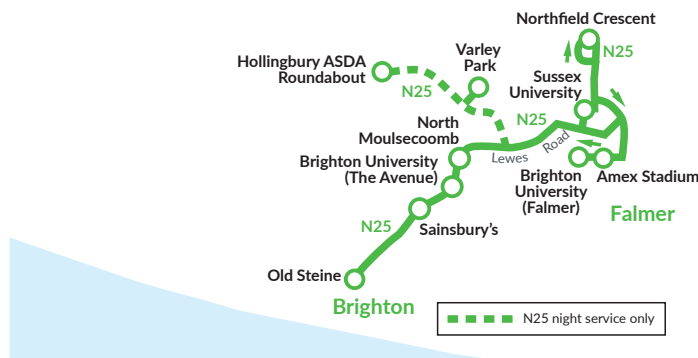 Northfield Crescent
N25
Hollingbury ASDA
Roundabout
N25
Varley
Park
Sussex
University
N25
North
Moulsecoomb
Lewes
Road
Brighton University
(The Avenue)
Brighton
University
(Falmer)
Amex Stadium
Falmer
N25
Sainsbury's
Old Steine
Brighton
N25 night service only